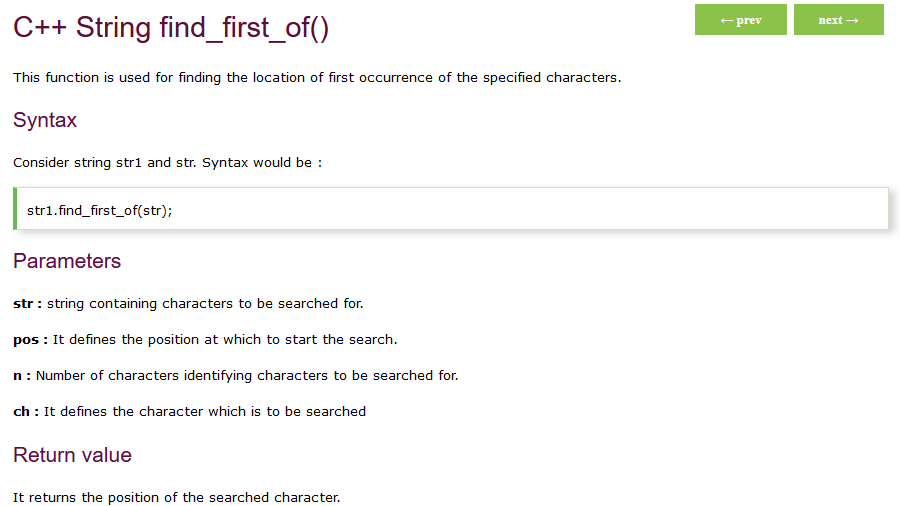 C++ String find_first_of()
← prev
next →
This function is used for finding the location of first occurrence of the specified characters.
Syntax
Consider string str1 and str. Syntax would be :
str1.find_first_of(str);
Parameters
str : string containing characters to be searched for.
pos : It defines the position at which to start the search.
n : Number of characters identifying characters to be searched for.
ch : It defines the character which is to be searched
Return value
It returns the position of the searched character.